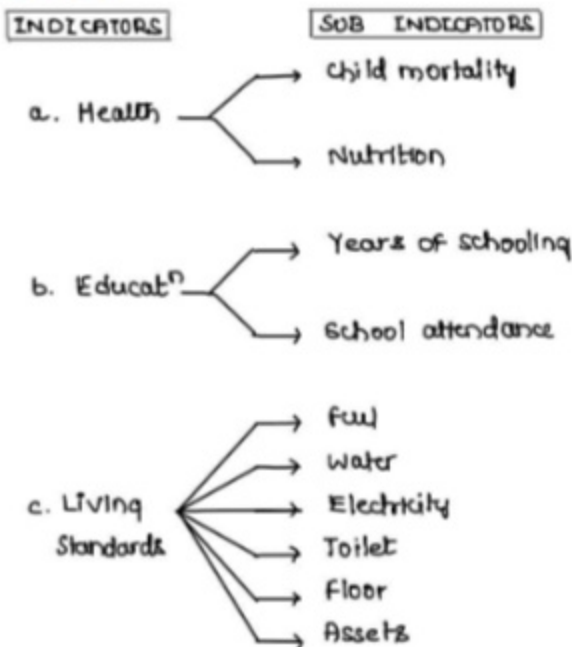 INDICATORS
SUB INDICATORS
a. Health
Child mortality
Nutrition
b. Educatⁿ
Years of schooling
School attendance
c. Living
Standards
fuel
Water
Electricity
Toilet
Floor
Assets